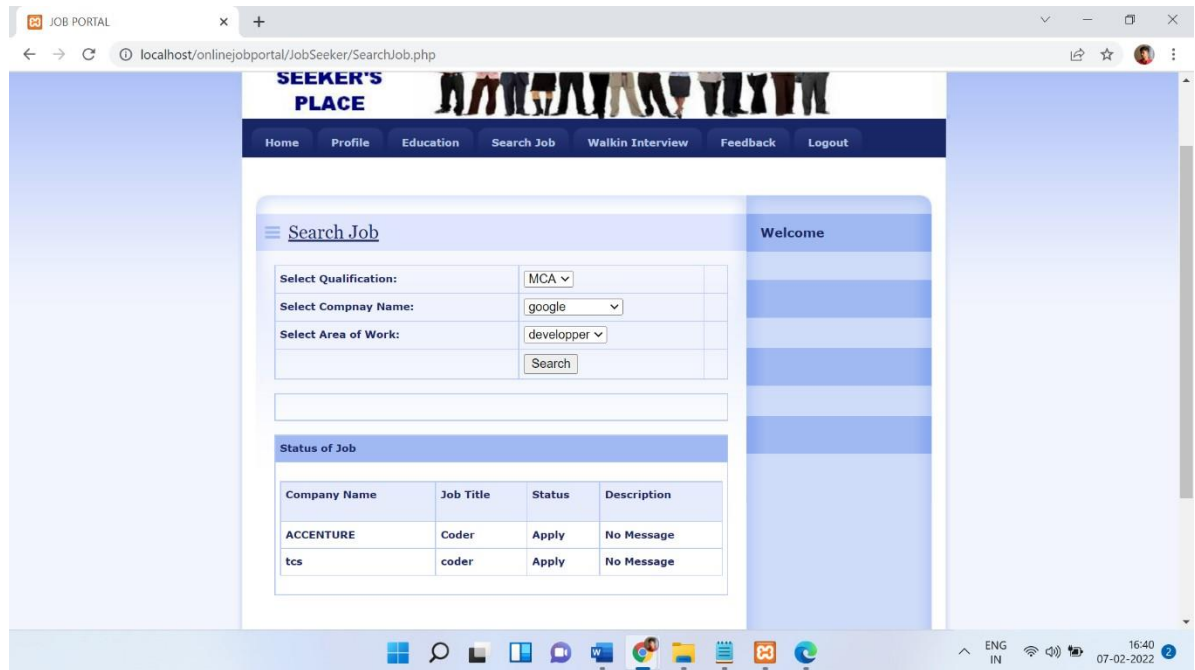 JOB PORTAL
localhost/onlinejobportal/JobSeeker/SearchJob.php
SEEKER'S
PLACE
Home Profile Education Search Job Walkin Interview Feedback Logout
Search Job
Welcome
Select Qualification: MCA
Select Compnay Name: google
Select Area of Work: developper
Search
Status of Job
Company Name Job Title Status Description
ACCENTURE Coder Apply No Message
tcs coder Apply No Message
ENG
IN
16:40
07-02-2022
2